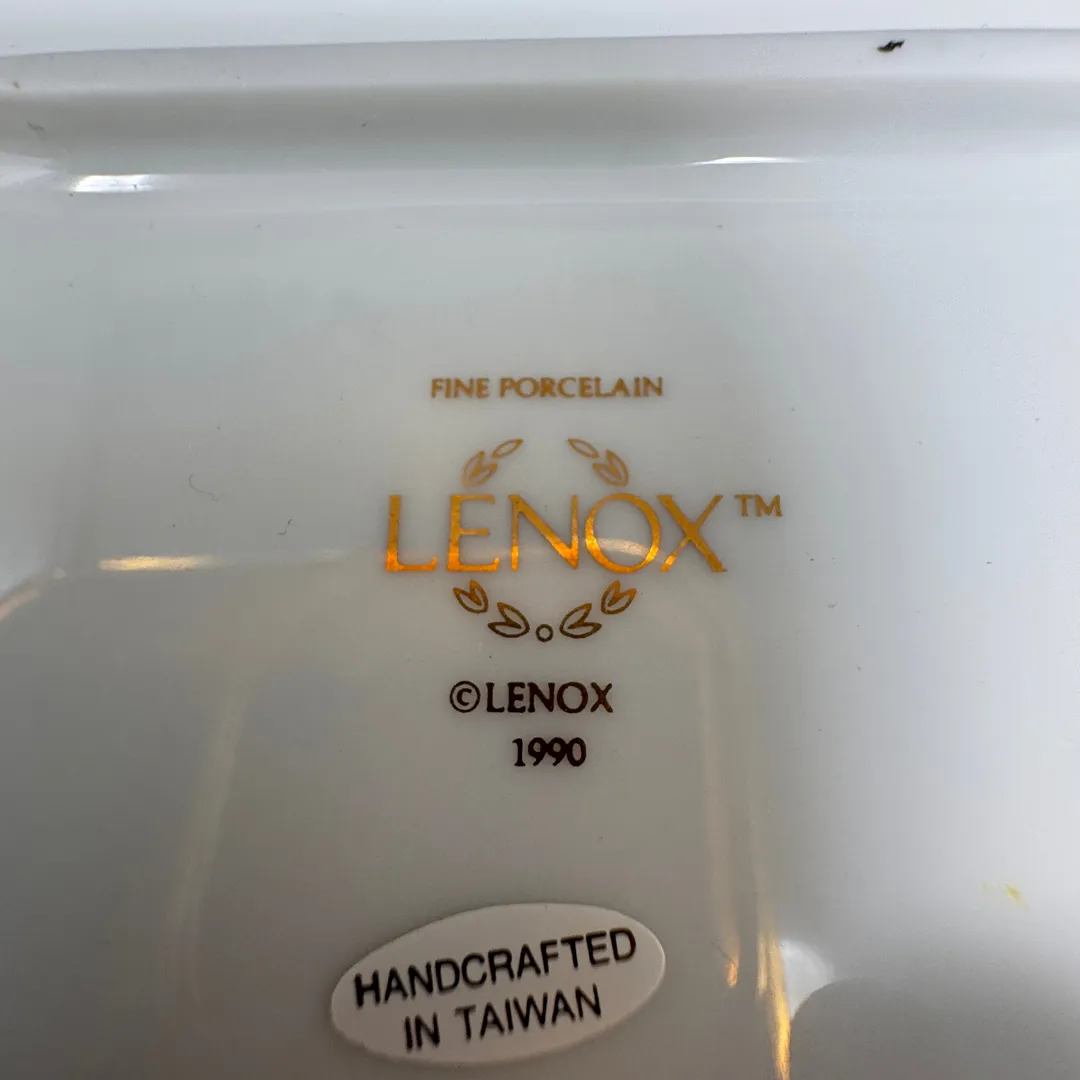 FINE PORCELAIN
LENOX™
©LENOX
1990
HANDCRAFTED
IN TAIWAN